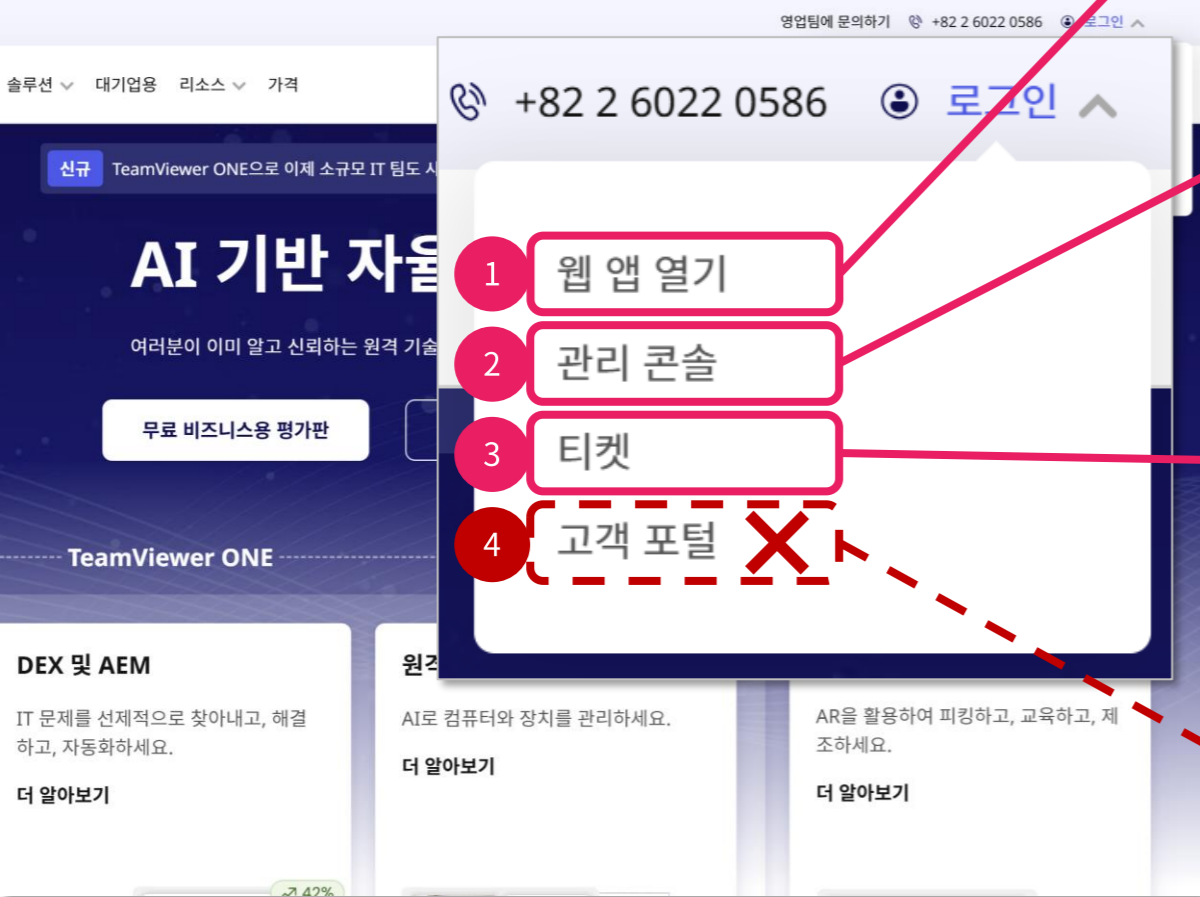 영업팀에 문의하기 +82 2 6022 0586 로그인
솔루션 대기업용 리소스 가격
+82 2 6022 0586 로그인
신규 TeamViewer ONE으로 이제 소규모 IT 팀도
AI 기반 자율
여러분이 이미 알고 신뢰하는 원격 기술
무료 비즈니스용 평가판
1 웹 앱 열기
2 관리 콘솔
3 티켓
4 고객 포털
TeamViewer ONE
DEX 및 AEM
IT 문제를 선제적으로 찾아내고, 해결
하고, 자동화하세요.
더 알아보기
원격
AI로 컴퓨터와 장치를 관리하세요.
더 알아보기
AR을 활용하여 피킹하고, 교육하고, 제
조하세요.
더 알아보기
42%